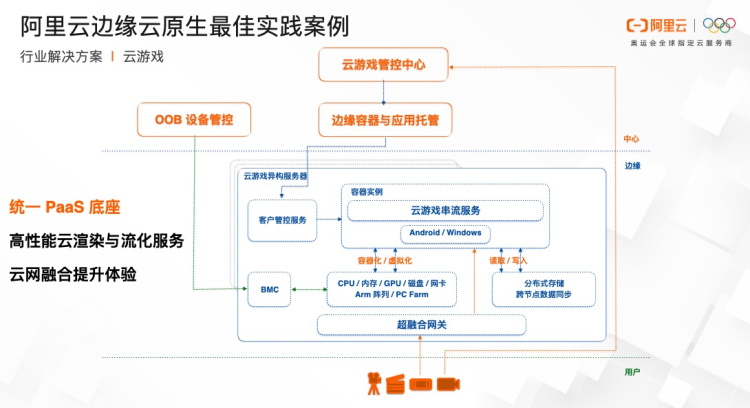 阿里云边缘云原生最佳实践案例
行业解决方案 | 云游戏
阿里云
奥运会全球指定云服务商
云游戏管控中心
OOB 设备管控
边缘容器与应用托管
中心
边缘
云游戏异构服务器
容器实例
云游戏串流服务
客户管控服务
Android / Windows
统一 PaaS 底座
高性能云渲染与流化服务
云网融合提升体验
容器化 / 虚拟化
读取 / 写入
BMC
CPU / 内存 / GPU / 磁盘 / 网卡
Arm 阵列 / PC Farm
分布式存储
跨节点数据同步
超融合网关
用户